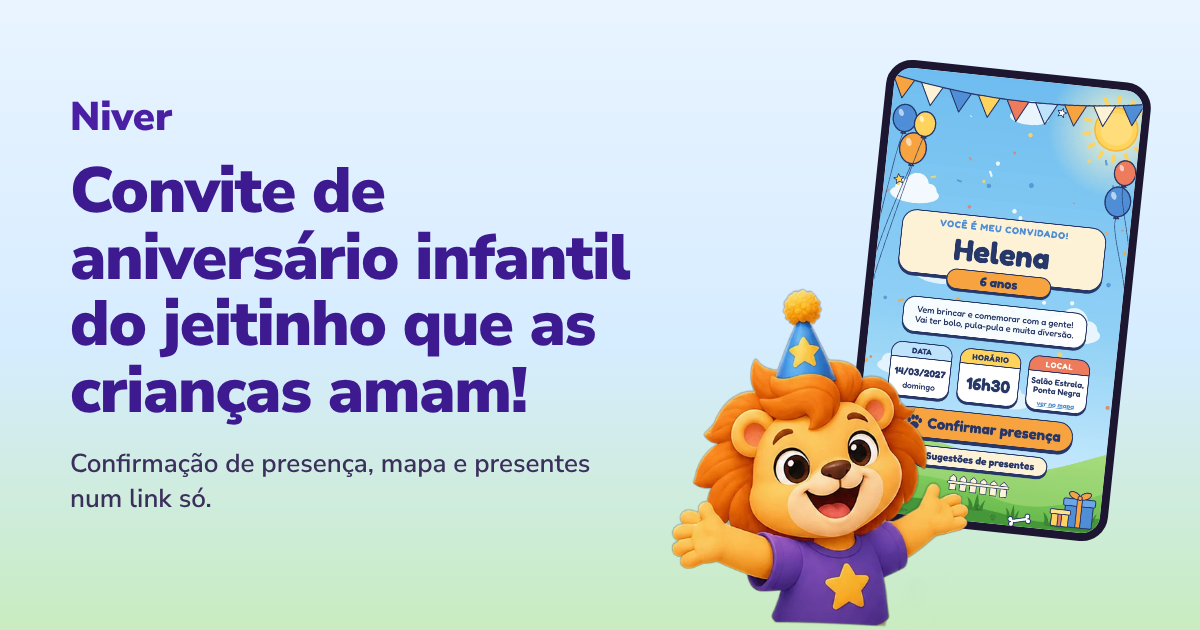 Niver
Convite de
aniversário infantil
do jeitinho que as
crianças amam!
Confirmação de presença, mapa e presentes
num link só.
VOCÊ É MEU CONVIDADO!
Helena
6 anos
Vem brincar e comemorar com a gente!
Vai ter bolo, pula-pula e muita diversão.
DATA
14/03/2027
domingo
HORÁRIO
16h30
LOCAL
Salão Estrela,
Ponta Negra
ver no mapa
Confirmar presença
Sugestões de presentes